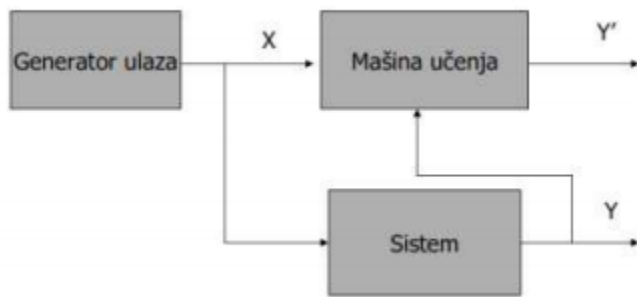 Generator ulaza
X
Mašina učenja
Y’
Sistem
Y